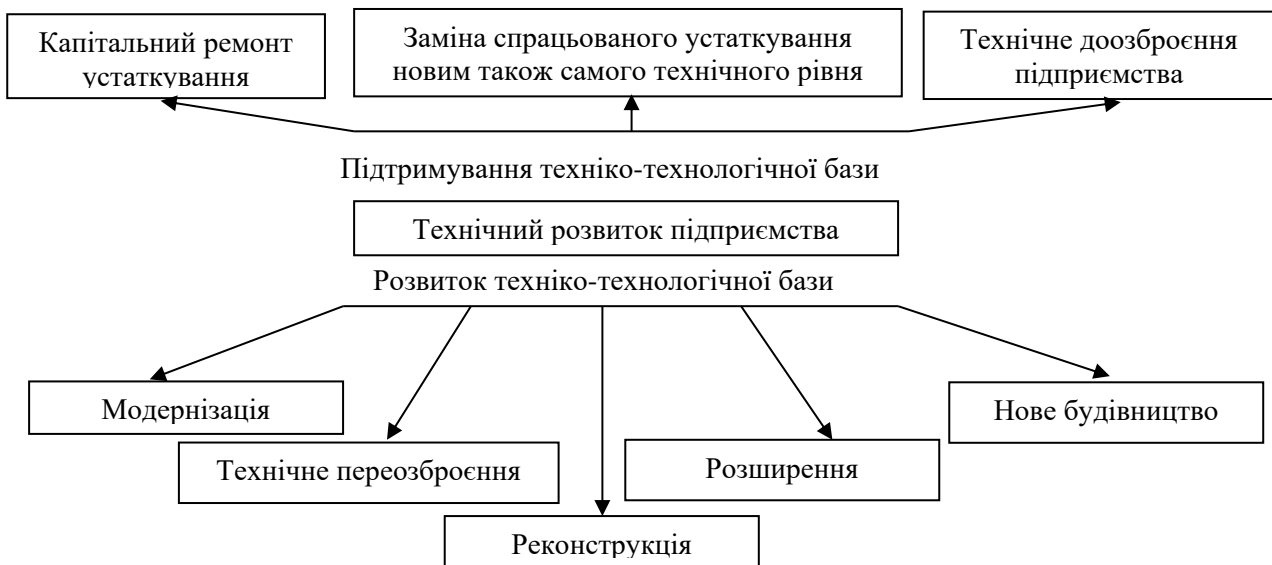 Капітальний ремонт
устаткування
Заміна спрацьованого устаткування
новим також самого технічного рівня
Технічне доозброєння
підприємства
Підтримування техніко-технологічної бази
Технічний розвиток підприємства
Розвиток техніко-технологічної бази
Модернізація
Нове будівництво
Технічне переозброєння
Розширення
Реконструкція